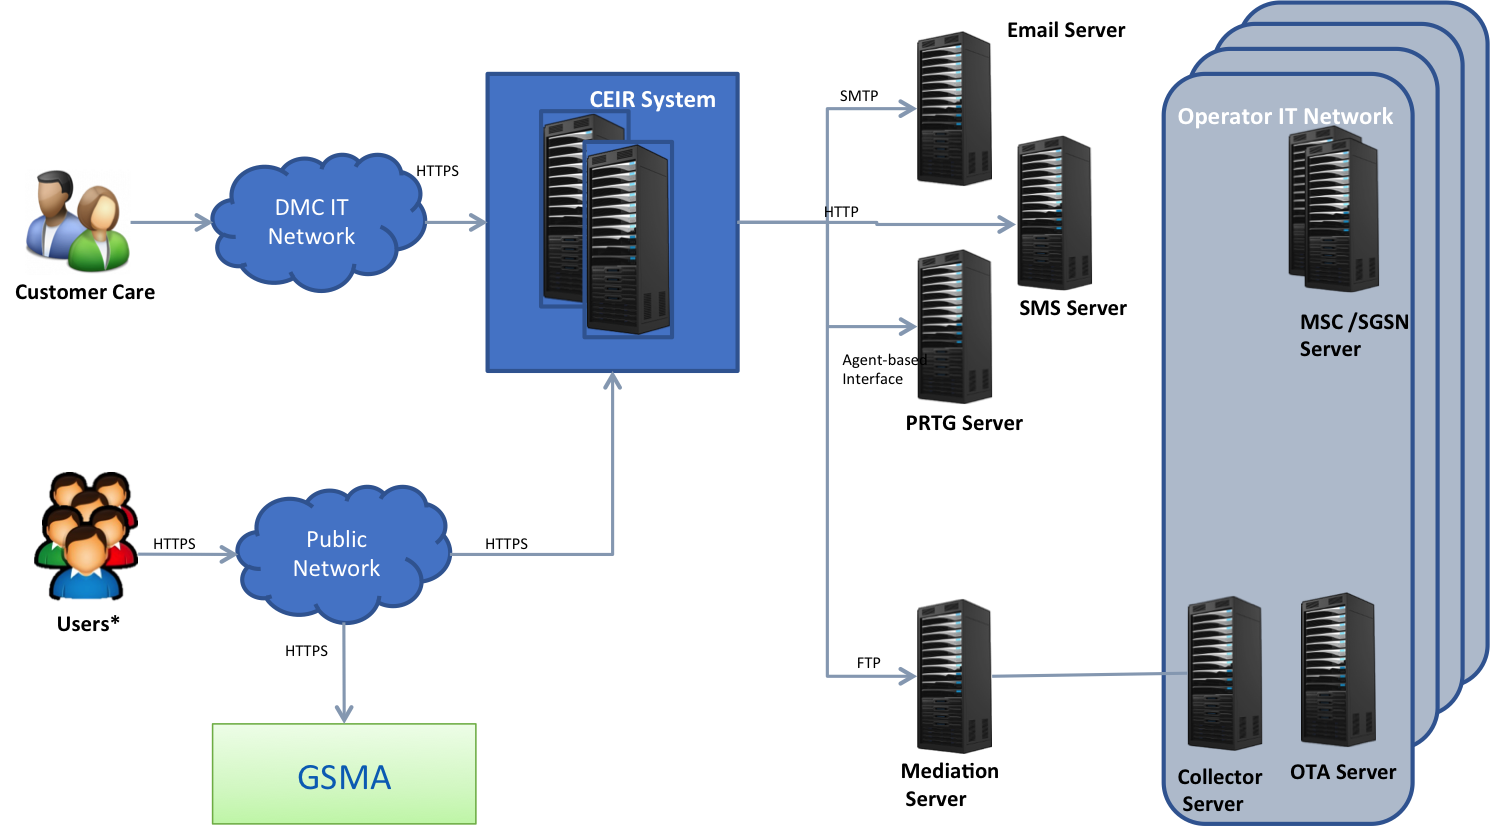 Email Server
CEIR System
SMTP
Operator IT Network
HTTPS
DMC IT
Network
HTTP
Customer Care
SMS Server
MSC /SGSN
Server
Agent-based
Interface
PRTG Server
Public
Network
HTTPS
HTTPS
Users*
HTTPS
FTP
GSMA
Mediation
Server
Collector
Server
OTA Server